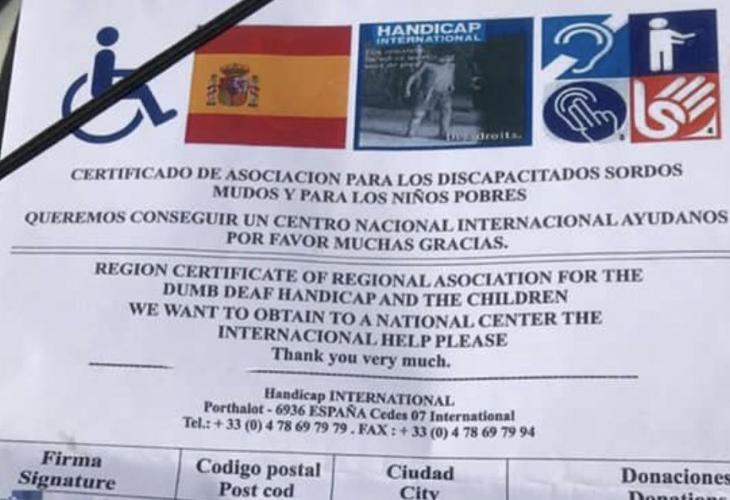 HANDICAP
INTERNATIONAL
droits.
3
4
CERTIFICADO DE ASOCIACION PARA LOS DISCAPACITADOS SORDOS
MUDOS Y PARA LOS NIÑOS POBRES
QUEREMOS CONSEGUIR UN CENTRO NACIONAL INTERNACIONAL AYUDANOS
POR FAVOR MUCHAS GRACIAS.
REGION CERTIFICATE OF REGIONAL ASOCIATION FOR THE
DUMB DEAF HANDICAP AND THE CHILDREN
WE WANT TO OBTAIN TO A NATIONAL CENTER THE
INTERNACIONAL HELP PLEASE
Thank you very much.
Handicap INTERNATIONAL
Porthalot - 6936 ESPAÑA Cedes 07 International
Tel.: + 33 (0) 4 78 69 79 79 . FAX : + 33 (0) 4 78 69 79 94
Firma Codigo postal Ciudad Donaciones
Signature Post cod City Donations